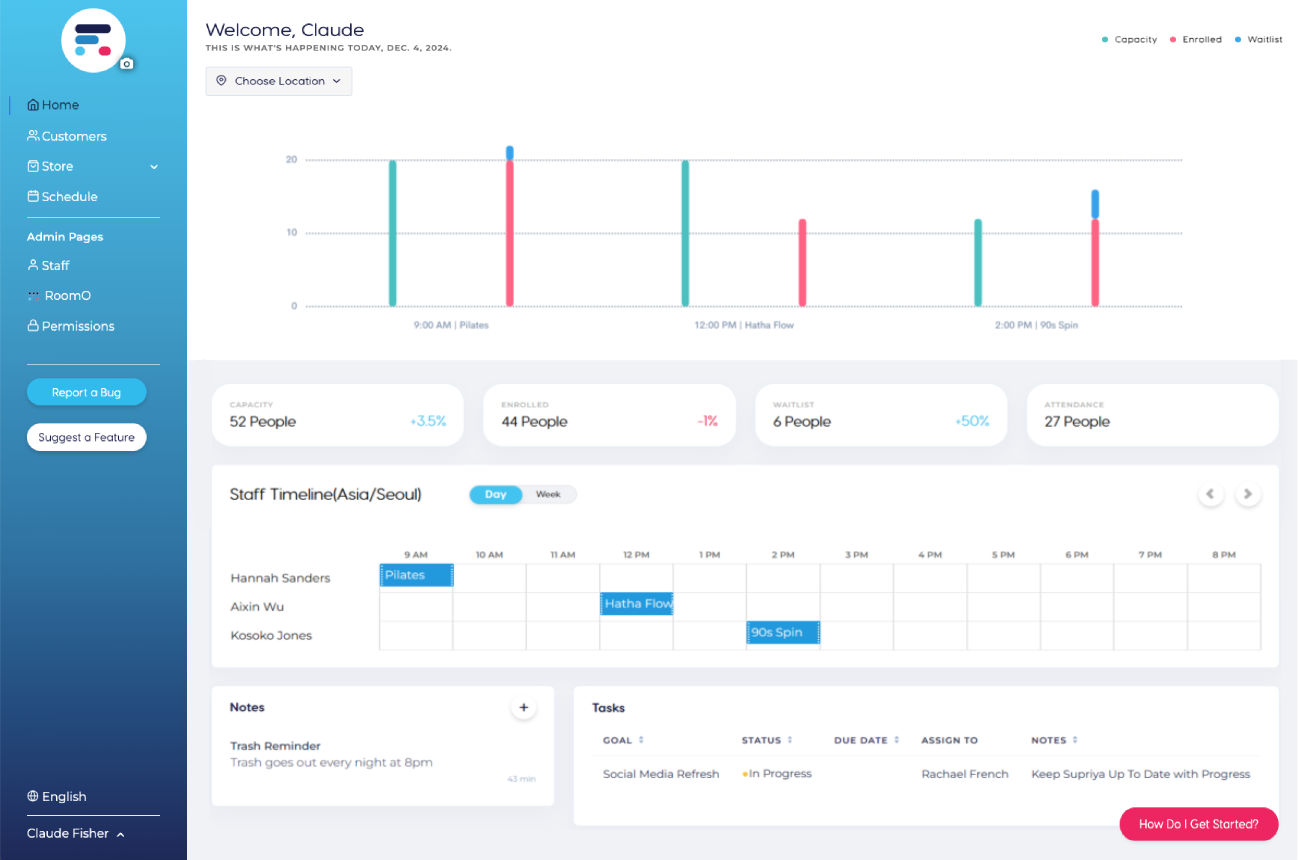 Welcome, Claude
THIS IS WHAT'S HAPPENING TODAY, DEC. 4, 2024.
Capacity Enrolled Waitlist
Choose Location
Home
Customers
Store
Schedule
Admin Pages
Staff
RoomO
Permissions
Report a Bug
Suggest a Feature
English
Claude Fisher
20
10
0
9:00 AM | Pilates 12:00 PM | Hatha Flow 2:00 PM | 90s Spin
CAPACITY
52 People +3.5%
ENROLLED
44 People -1%
WAITLIST
6 People +50%
ATTENDANCE
27 People
Staff Timeline(Asia/Seoul) Day Week
9 AM 10 AM 11 AM 12 PM 1 PM 2 PM 3 PM 4 PM 5 PM 6 PM 7 PM 8 PM
Hannah Sanders Pilates
Aixin Wu Hatha Flow
Kosoko Jones 90s Spin
Notes +
Trash Reminder
Trash goes out every night at 8pm
43 min
Tasks
GOAL STATUS DUE DATE ASSIGN TO NOTES
Social Media Refresh In Progress Rachael French Keep Supriya Up To Date with Progress
How Do I Get Started?